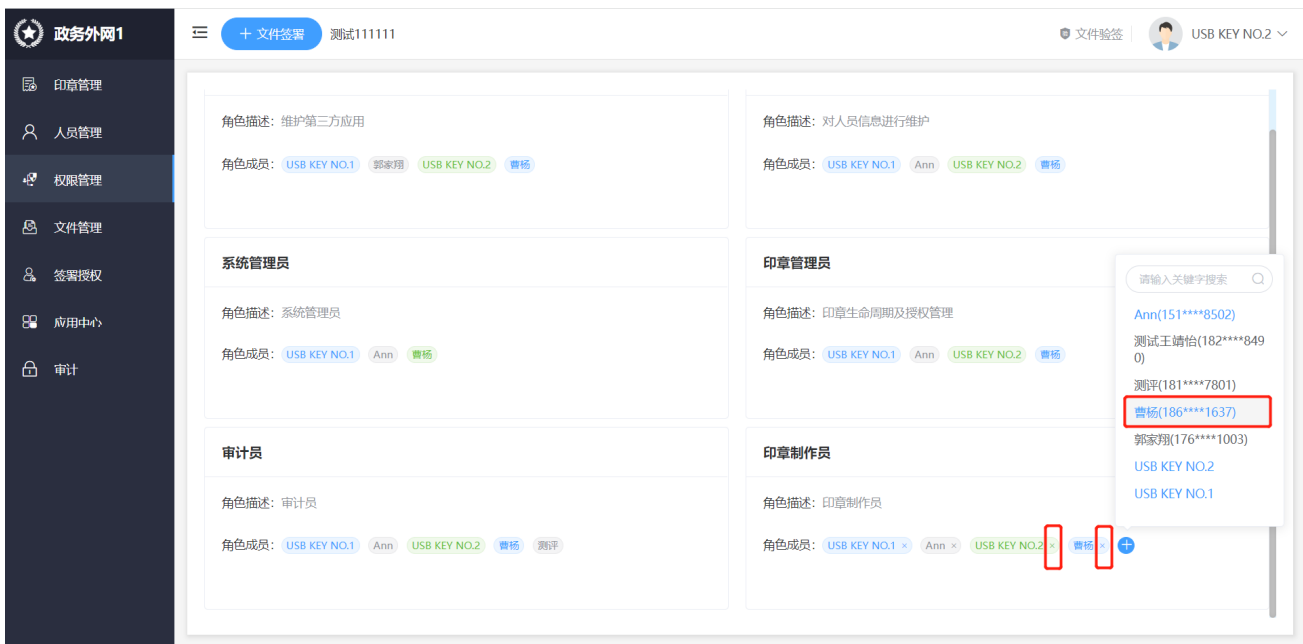 政务外网1
+ 文件签署 测试111111
文件验签 USB KEY NO.2
印章管理
人员管理
权限管理
文件管理
签署授权
应用中心
审计
角色描述：维护第三方应用
角色成员：USB KEY NO.1 郭家翔 USB KEY NO.2 曹杨
角色描述：对人员信息进行维护
角色成员：USB KEY NO.1 Ann USB KEY NO.2 曹杨
系统管理员
角色描述：系统管理员
角色成员：USB KEY NO.1 Ann 曹杨
印章管理员
角色描述：印章生命周期及授权管理
角色成员：USB KEY NO.1 Ann USB KEY NO.2 曹杨
审计员
角色描述：审计员
角色成员：USB KEY NO.1 Ann USB KEY NO.2 曹杨 测评
印章制作员
角色描述：印章制作员
角色成员：USB KEY NO.1 × Ann × USB KEY NO.2 × 曹杨 × +
请输入关键字搜索
Ann(151****8502)
测试王靖怡(182****849
0)
测评(181****7801)
曹杨(186****1637)
郭家翔(176****1003)
USB KEY NO.2
USB KEY NO.1